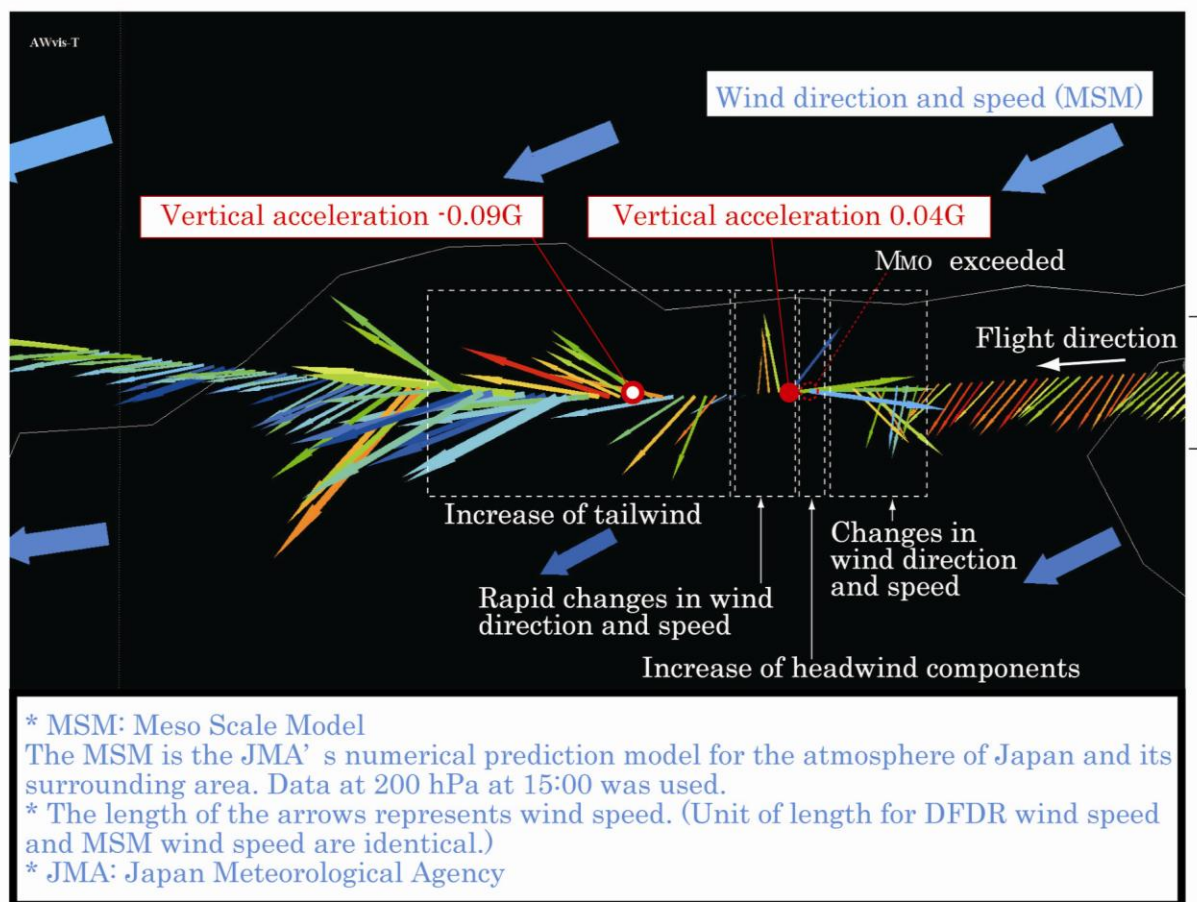 AWvis-T
Wind direction and speed (MSM)
Vertical acceleration -0.09G
Vertical acceleration 0.04G
MMO exceeded
Flight direction
Increase of tailwind
Changes in
wind direction
and speed
Rapid changes in wind
direction and speed
Increase of headwind components
* MSM: Meso Scale Model
The MSM is the JMA' s numerical prediction model for the atmosphere of Japan and its
surrounding area. Data at 200 hPa at 15:00 was used.
* The length of the arrows represents wind speed. (Unit of length for DFDR wind speed
and MSM wind speed are identical.)
* JMA: Japan Meteorological Agency